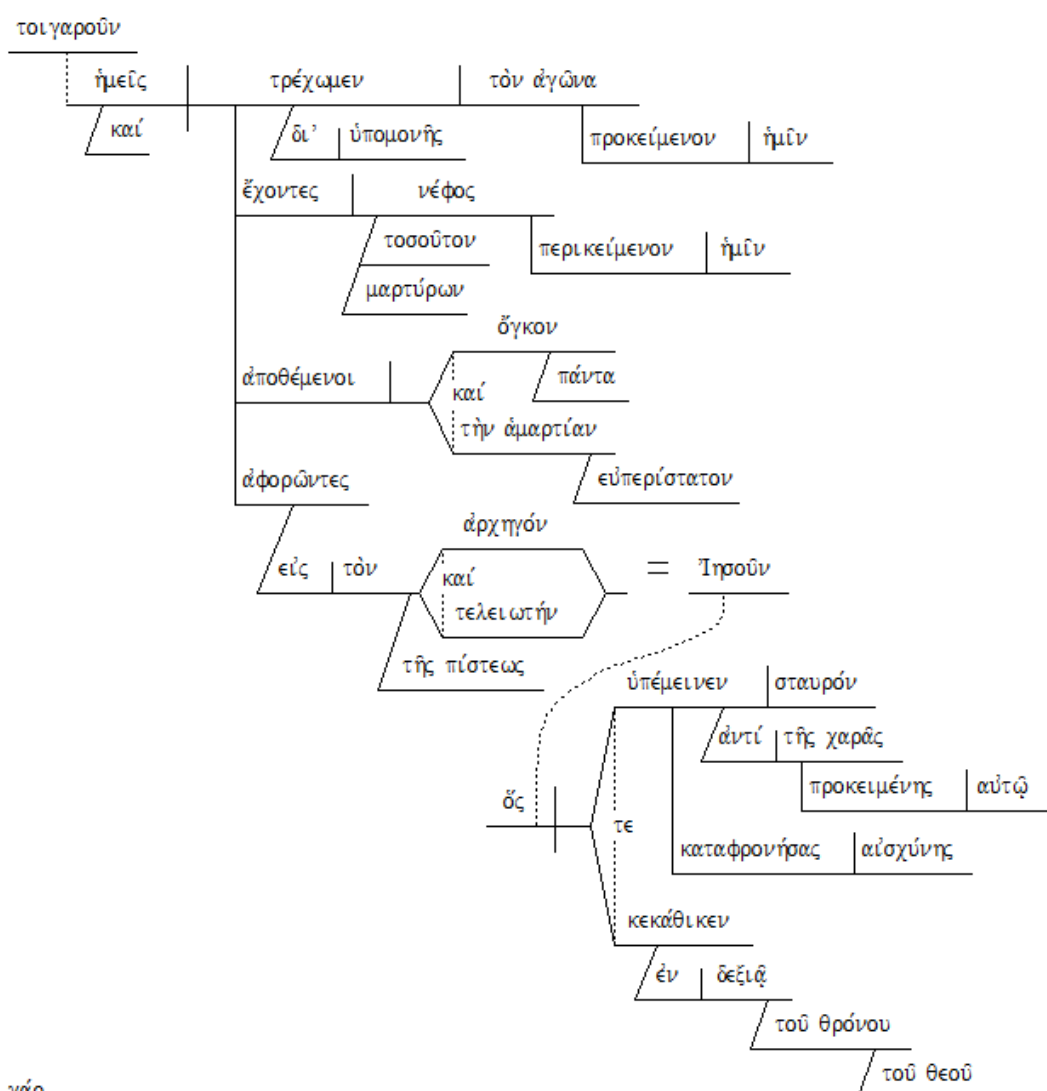 τοιγαροῦν
ἡμεῖς τρέχωμεν τὸν ἀγῶνα
καί δι' ὑπομονῆς προκείμενον ἡμῖν
ἔχοντες νέφος
τοσοῦτον περικείμενον ἡμῖν
μαρτύρων
ὄγκον
ἀποθέμενοι καί πάντα
τὴν ἁμαρτίαν
ἀφορῶντες εὐπερίστατον
ἀρχηγόν
εἰς τὸν καί = Ἰησοῦν
τελειωτήν
τῆς πίστεως
ὑπέμεινεν σταυρόν
ἀντί τῆς χαρᾶς
ὅς προκειμένης αὐτῷ
τε
καταφρονήσας αἰσχύνης
κεκάθικεν
ἐν δεξιᾷ
τοῦ θρόνου
τοῦ θεοῦ